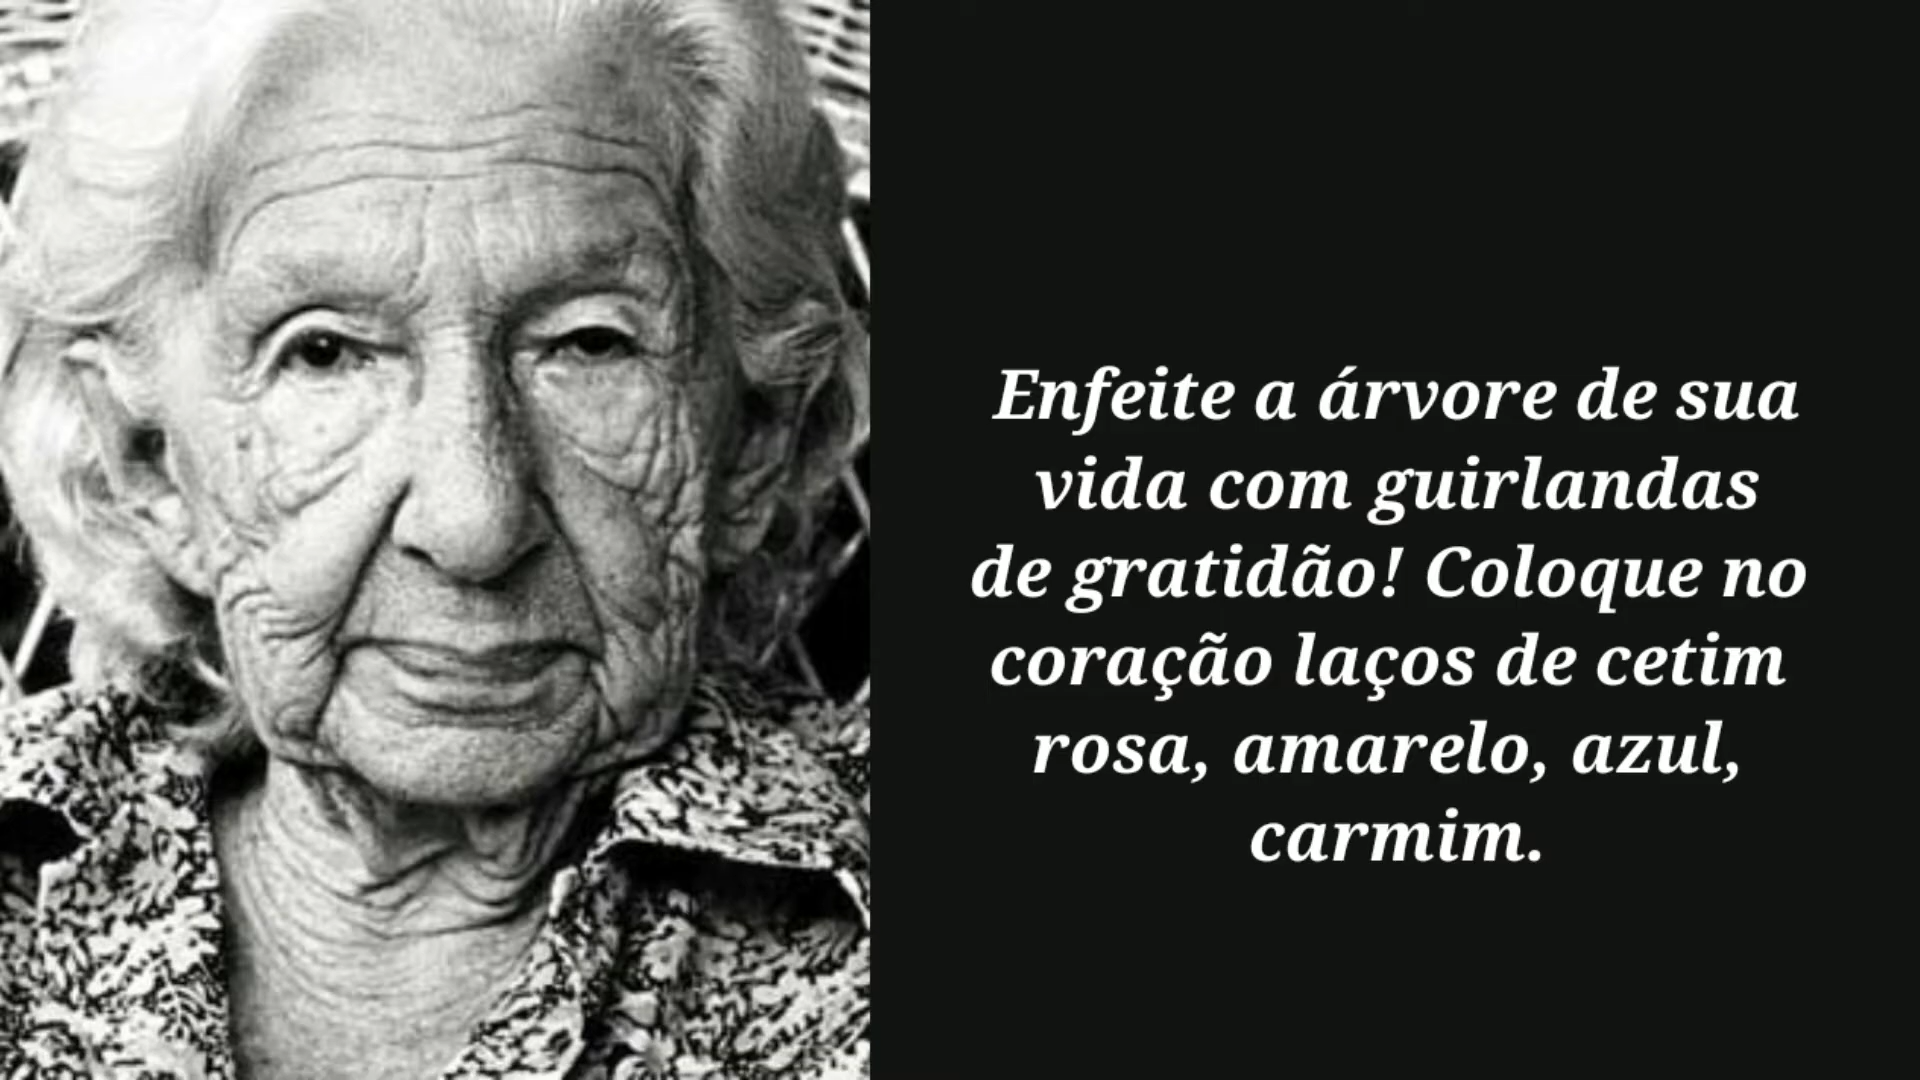 Enfeite a árvore de sua
vida com guirlandas
de gratidão! Coloque no
coração laços de cetim
rosa, amarelo, azul,
carmim.